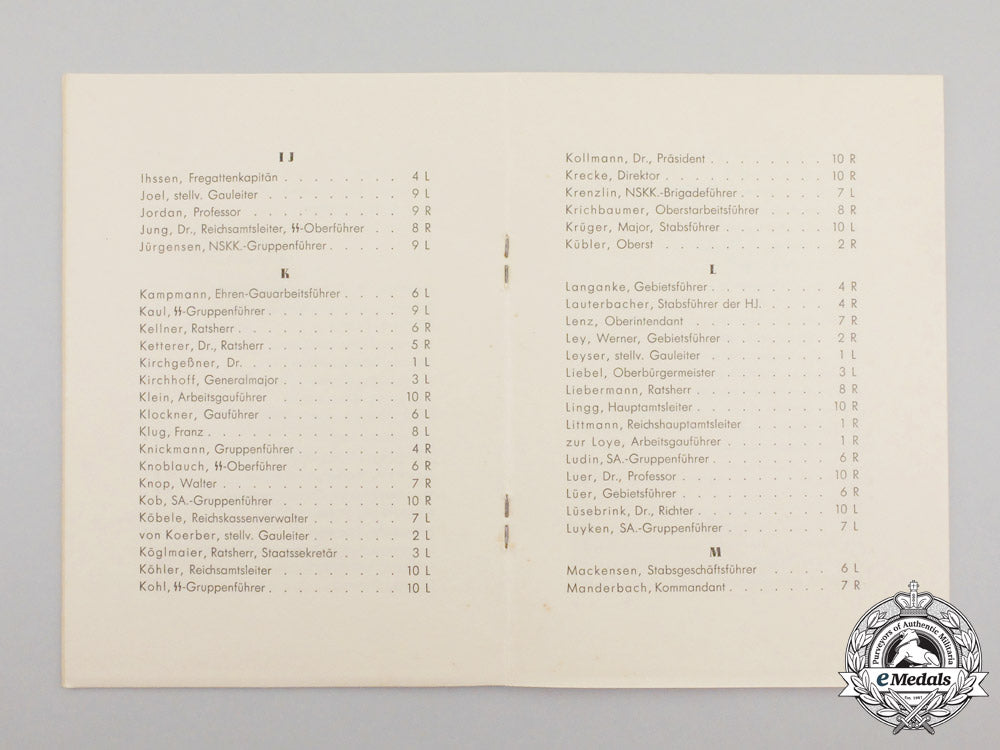 I J
Ihssen, Fregattenkapitän . . . . . . . . . 4 L
Joel, stellv. Gauleiter . . . . . . . . . . 9 L
Jordan, Professor . . . . . . . . . . . 9 R
Jung, Dr., Reichsamtsleiter, ᛋᛋ-Oberführer . . 8 R
Jürgensen, NSKK.-Gruppenführer . . . . . 9 L
K
Kampmann, Ehren-Gauarbeitsführer . . . . 6 L
Kaul, ᛋᛋ-Gruppenführer . . . . . . . . . 9 L
Kellner, Ratsherr . . . . . . . . . . . . 6 R
Ketterer, Dr., Ratsherr . . . . . . . . . . 5 R
Kirchgeßner, Dr. . . . . . . . . . . . 1 L
Kirchhoff, Generalmajor . . . . . . . . . 3 L
Klein, Arbeitsgauführer . . . . . . . . . 10 R
Klockner, Gauführer . . . . . . . . . . 6 L
Klug, Franz . . . . . . . . . . . . . 8 L
Knickmann, Gruppenführer . . . . . . . 4 R
Knoblauch, ᛋᛋ-Oberführer . . . . . . . . 6 R
Knop, Walter . . . . . . . . . . . . 7 R
Kob, SA.-Gruppenführer . . . . . . . . 10 R
Köbele, Reichskassenverwalter . . . . . . 7 L
von Koerber, stellv. Gauleiter . . . . . . . 2 L
Köglmaier, Ratsherr, Staatssekretär . . . . 3 L
Köhler, Reichsamtsleiter . . . . . . . . 10 L
Kohl, ᛋᛋ-Gruppenführer . . . . . . . . . 10 L
Kollmann, Dr., Präsident . . . . . . . . 10 R
Krecke, Direktor . . . . . . . . . . . 10 R
Krenzlin, NSKK.-Brigadeführer . . . . . . 7 L
Krichbaumer, Oberstarbeitsführer . . . . . 8 R
Krüger, Major, Stabsführer . . . . . . . 10 L
Kübler, Oberst . . . . . . . . . . . . 2 R
L
Langanke, Gebietsführer . . . . . . . . . 4 R
Lauterbacher, Stabsführer der HJ. . . . . . 4 R
Lenz, Oberintendant . . . . . . . . . . 7 R
Ley, Werner, Gebietsführer . . . . . . . 2 R
Leyser, stellv. Gauleiter . . . . . . . . . 1 L
Liebel, Oberbürgermeister . . . . . . . 3 L
Liebermann, Ratsherr . . . . . . . . . 8 R
Lingg, Hauptamtsleiter . . . . . . . . . 10 R
Littmann, Reichshauptamtsleiter . . . . . 1 R
zur Loye, Arbeitsgauführer . . . . . . . 1 R
Ludin, SA.-Gruppenführer . . . . . . . . 6 R
Luer, Dr., Professor . . . . . . . . . . 10 R
Lüer, Gebietsführer . . . . . . . . . . 6 R
Lüsebrink, Dr., Richter . . . . . . . . . 10 L
Luyken, SA.-Gruppenführer . . . . . . . 7 L
M
Mackensen, Stabsgeschäftsführer . . . . 6 L
Manderbach, Kommandant . . . . . . . 7 R
Purveyors of Authentic Militaria
eMedals
Est. 1967